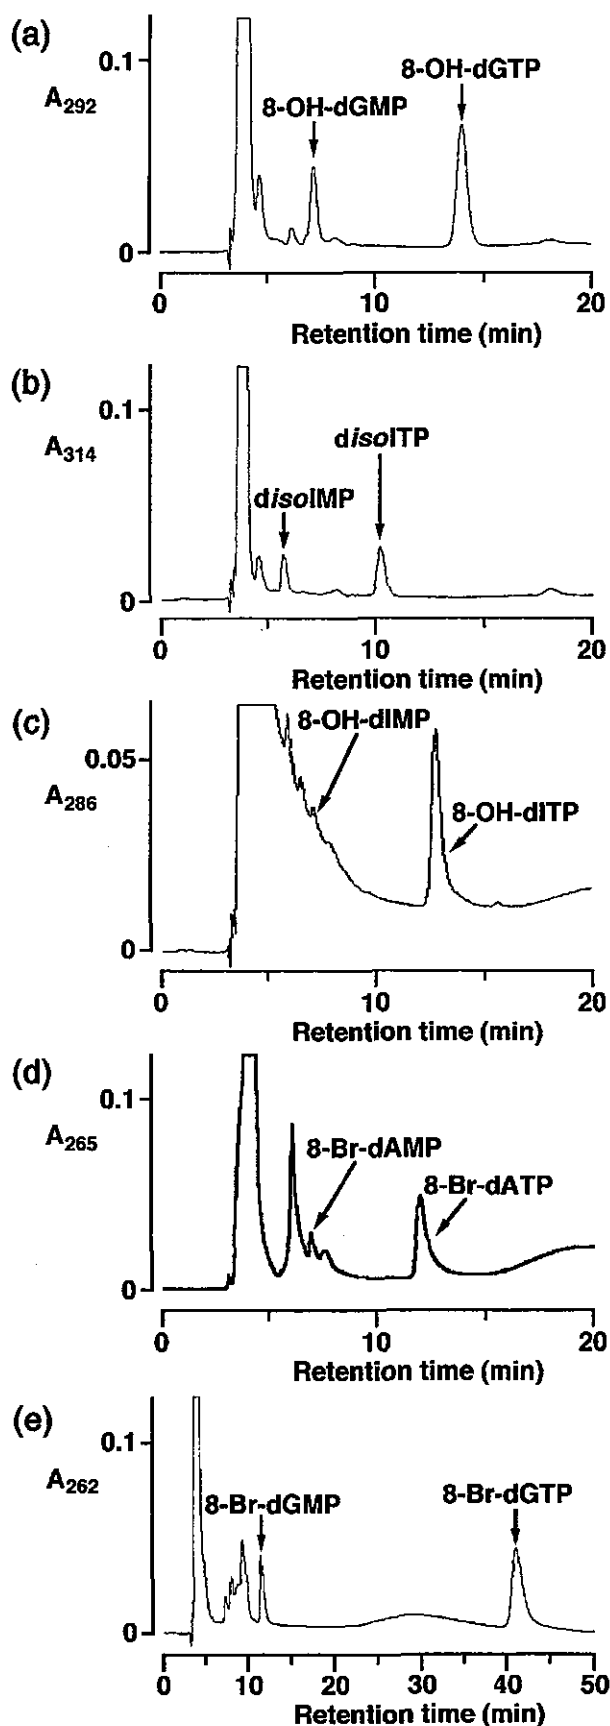 (a)
0.1
A292
0
8-OH-dGMP
8-OH-dGTP
0 10 20
Retention time (min)
(b)
0.1
A314
0
disoIMP
disoITP
0 10 20
Retention time (min)
(c)
0.05
A286
0
8-OH-dIMP
8-OH-dITP
0 10 20
Retention time (min)
(d)
0.1
A265
0
8-Br-dAMP
8-Br-dATP
0 10 20
Retention time (min)
(e)
0.1
A262
0
8-Br-dGMP
8-Br-dGTP
0 10 20 30 40 50
Retention time (min)